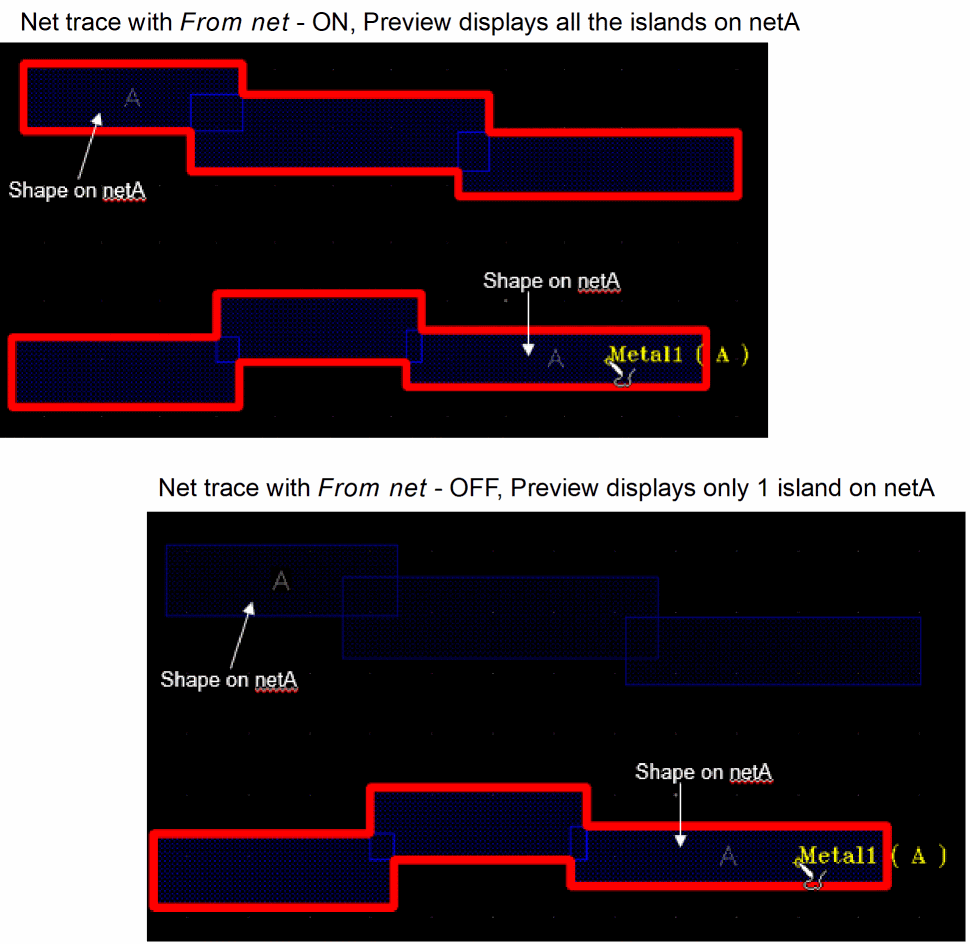 Net trace with From net - ON, Preview displays all the islands on netA
A
Shape on netA
Shape on netA
A
Metal1 ( A )
Net trace with From net - OFF, Preview displays only 1 island on netA
A
Shape on netA
Shape on netA
A
Metal1 ( A )